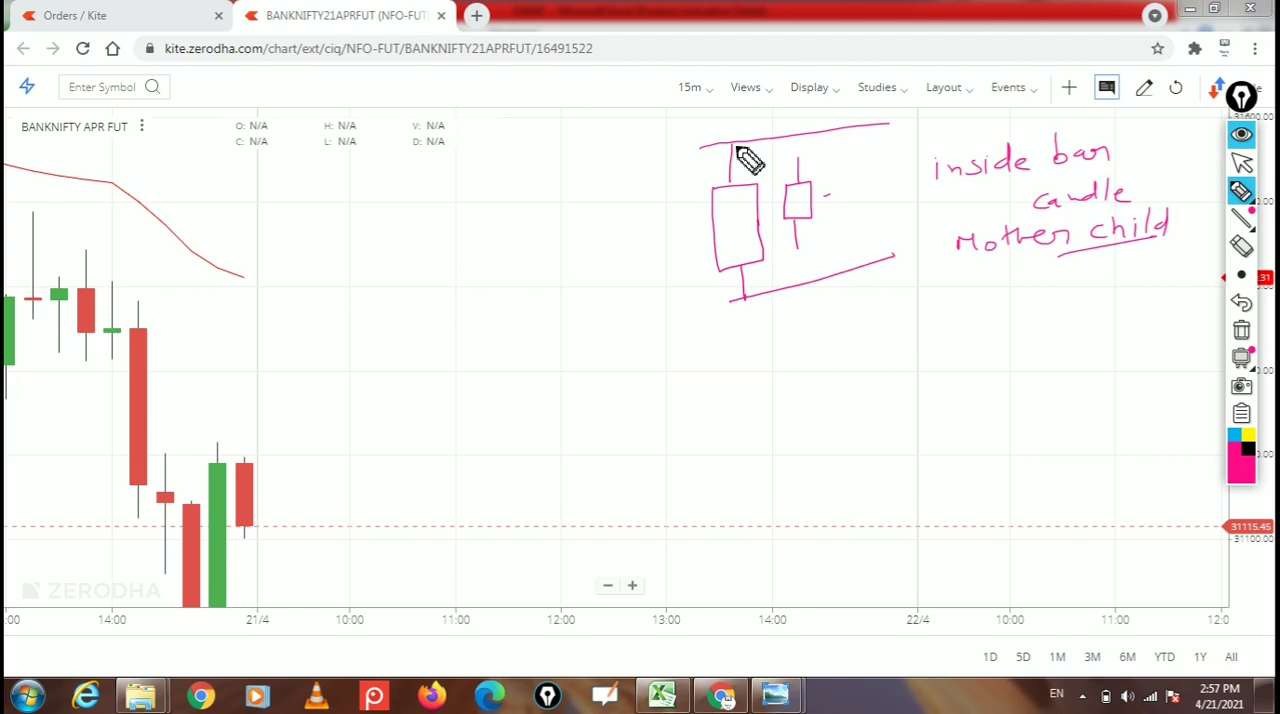 Orders / Kite
BANKNIFTY21APRFUT (NFO-FUT)
kite.zerodha.com/chart/ext/ciq/NFO-FUT/BANKNIFTY21APRFUT/16491522
Enter Symbol
15m Views Display Studies Layout Events
BANKNIFTY APR FUT
O: N/A H: N/A V: N/A
C: N/A L: N/A D: N/A
inside bar
candle
Mother child
31115.45
31100.00
ZERODHA
14:00 21/4 10:00 11:00 12:00 13:00 14:00 22/4 10:00 11:00
1D 5D 1M 3M 6M YTD 1Y All
EN
2:57 PM
4/21/2021